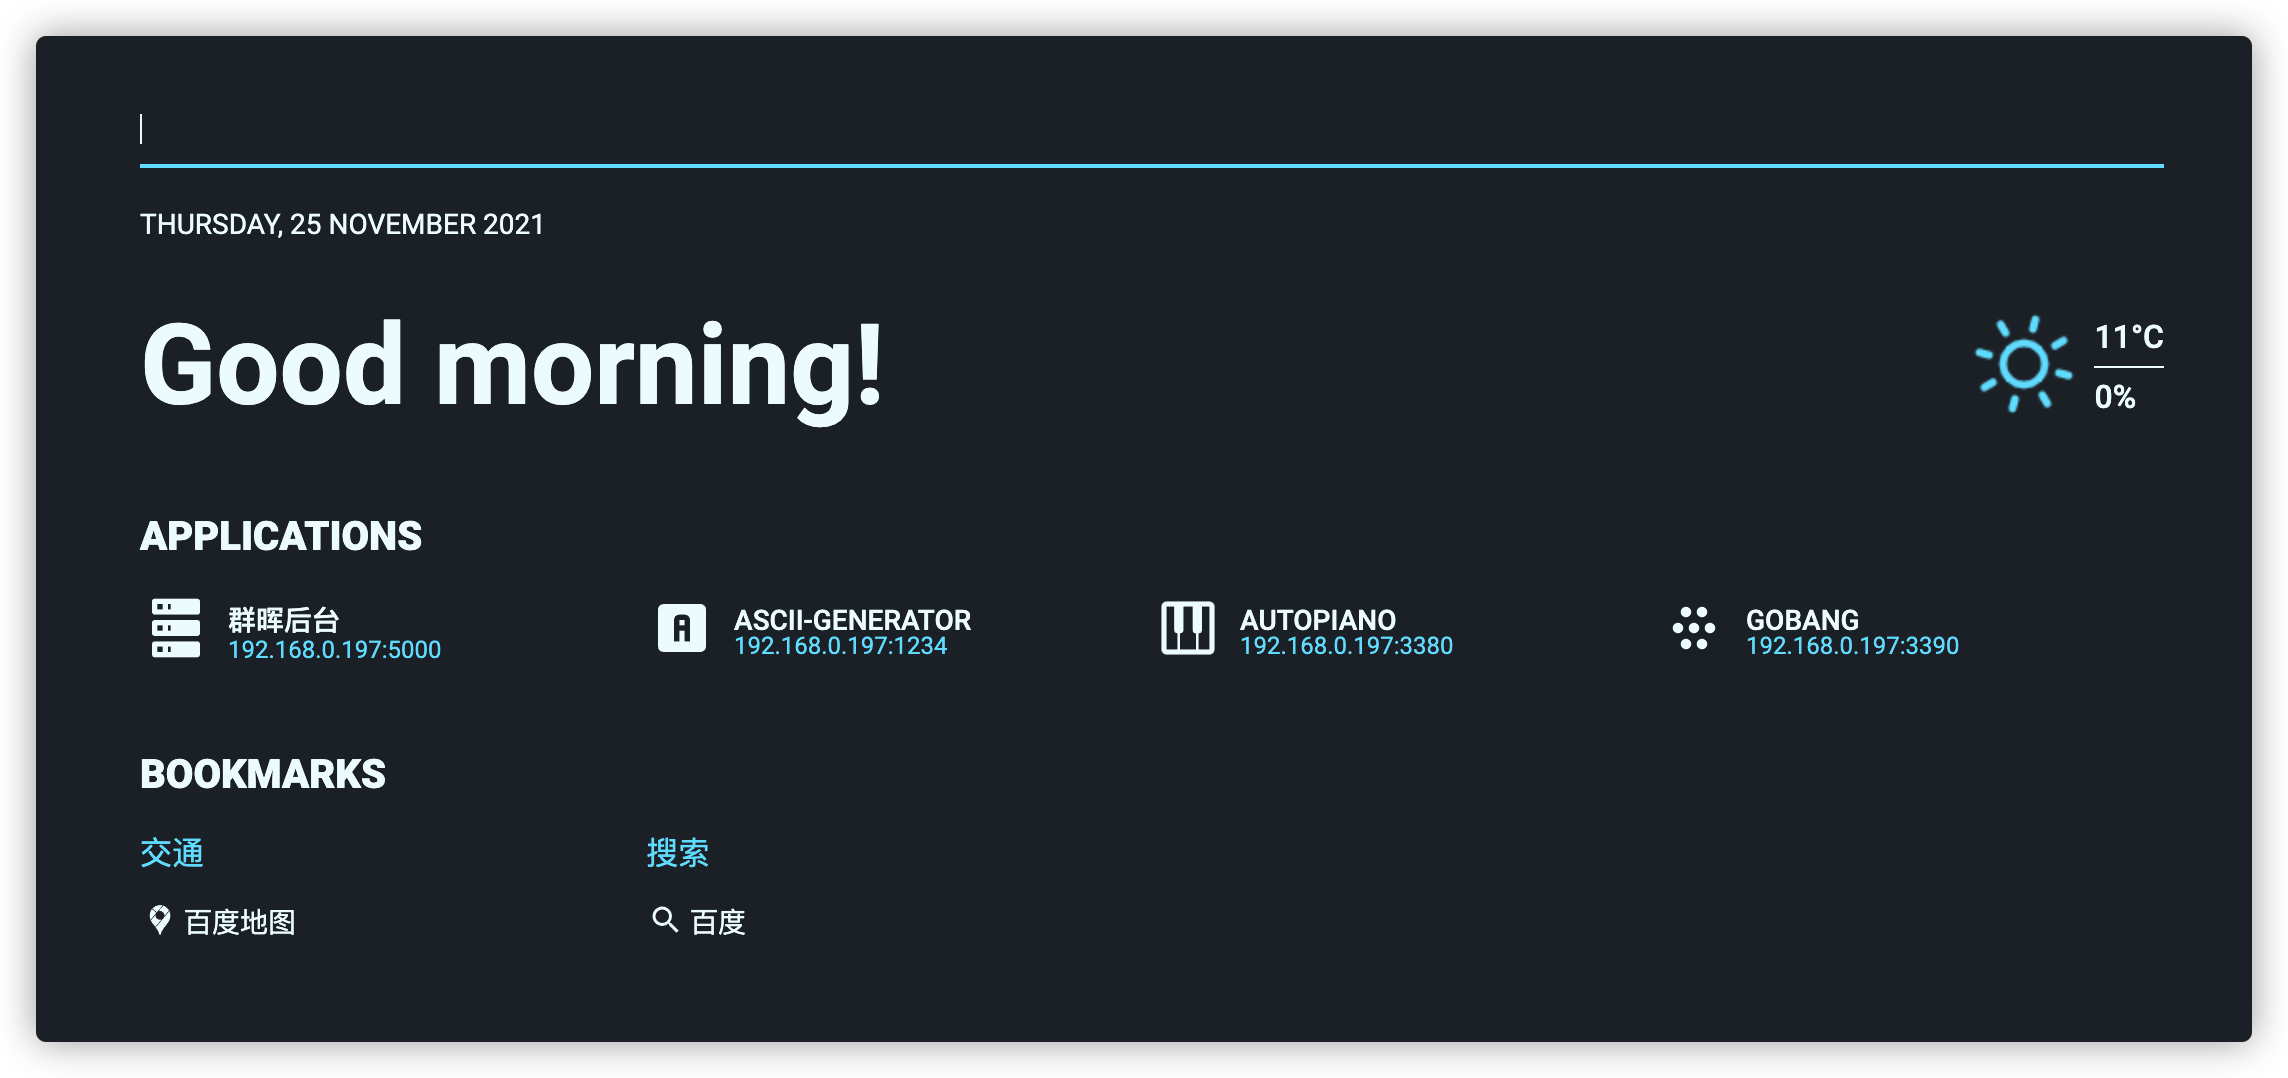 THURSDAY, 25 NOVEMBER 2021
Good morning!
11°C
0%
APPLICATIONS
群晖后台
192.168.0.197:5000
A
ASCII-GENERATOR
192.168.0.197:1234
AUTOPIANO
192.168.0.197:3380
GOBANG
192.168.0.197:3390
BOOKMARKS
交通
百度地图
搜索
百度